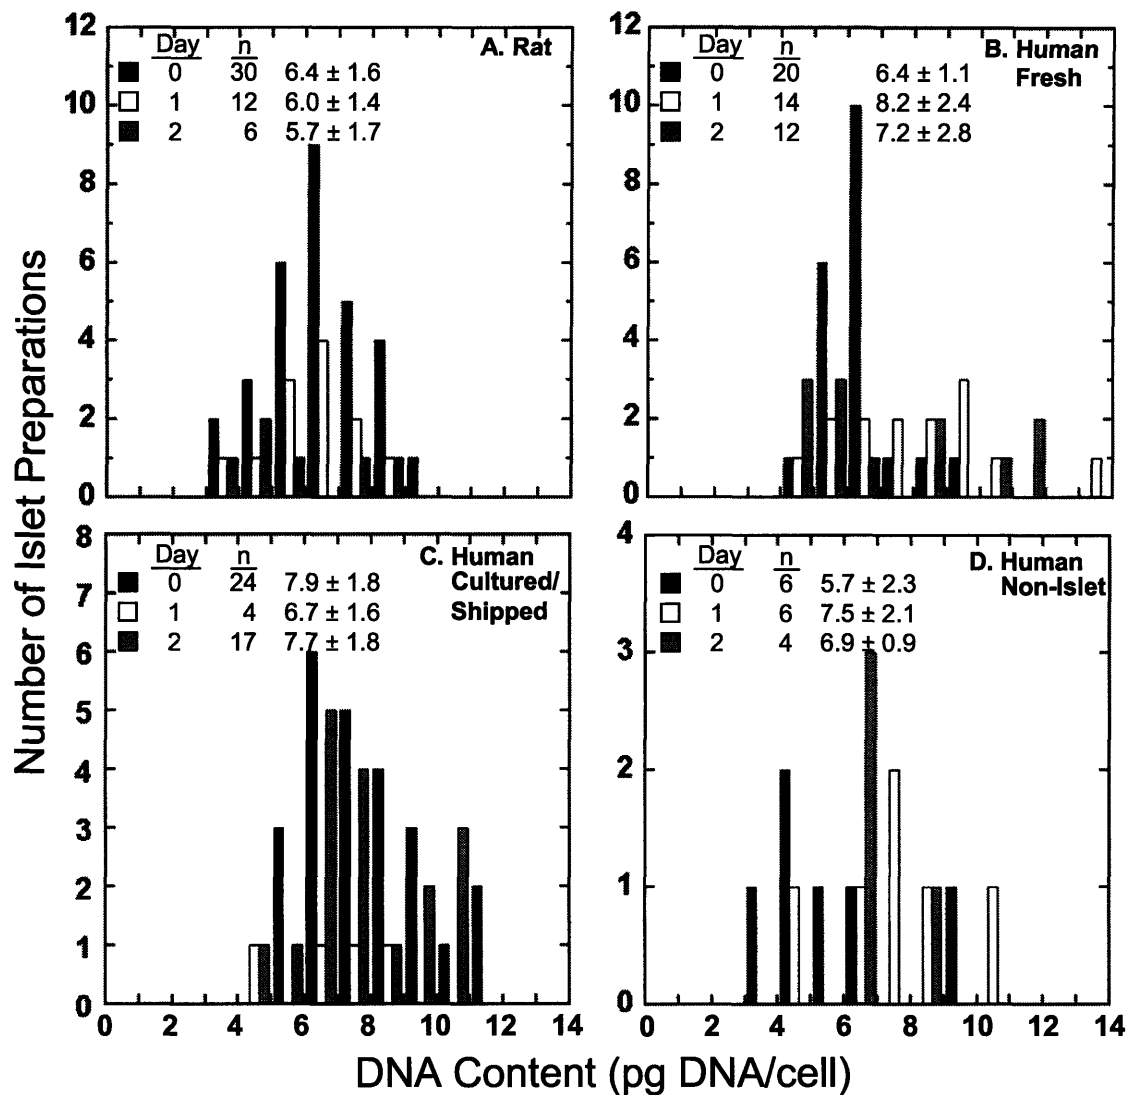 Number of Islet Preparations
A. Rat
Day n
0 30 6.4 ± 1.6
1 12 6.0 ± 1.4
2 6 5.7 ± 1.7
12
10
8
6
4
2
0
B. Human
Fresh
Day n
0 20 6.4 ± 1.1
1 14 8.2 ± 2.4
2 12 7.2 ± 2.8
12
10
8
6
4
2
0
C. Human
Cultured/
Shipped
Day n
0 24 7.9 ± 1.8
1 4 6.7 ± 1.6
2 17 7.7 ± 1.8
8
7
6
5
4
3
2
1
0
0 2 4 6 8 10 12 14
D. Human
Non-Islet
Day n
0 6 5.7 ± 2.3
1 6 7.5 ± 2.1
2 4 6.9 ± 0.9
4
3
2
1
0
0 2 4 6 8 10 12 14
DNA Content (pg DNA/cell)